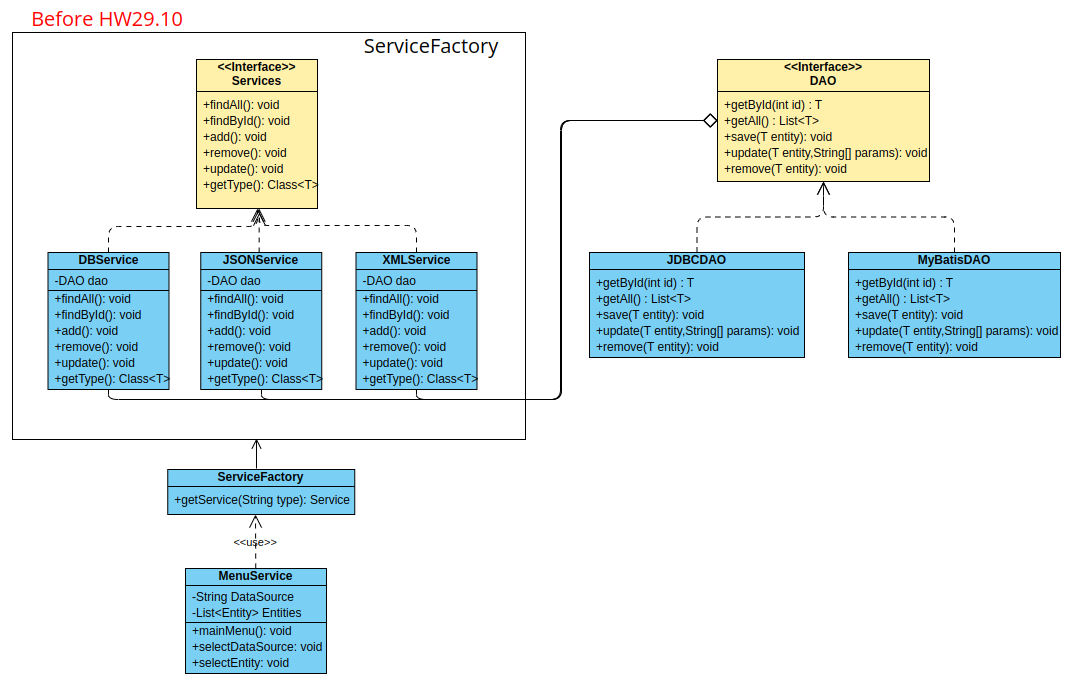 Before HW29.10
ServiceFactory
<<Interface>>
Services
+findAll(): void
+findById(): void
+add(): void
+remove(): void
+update(): void
+getType(): Class<T>
<<Interface>>
DAO
+getById(int id) : T
+getAll() : List<T>
+save(T entity): void
+update(T entity,String[] params): void
+remove(T entity): void
DBService
-DAO dao
+findAll(): void
+findById(): void
+add(): void
+remove(): void
+update(): void
+getType(): Class<T>
JSONService
-DAO dao
+findAll(): void
+findById(): void
+add(): void
+remove(): void
+update(): void
+getType(): Class<T>
XMLService
-DAO dao
+findAll(): void
+findById(): void
+add(): void
+remove(): void
+update(): void
+getType(): Class<T>
JDBCDAO
+getById(int id) : T
+getAll() : List<T>
+save(T entity): void
+update(T entity,String[] params): void
+remove(T entity): void
MyBatisDAO
+getById(int id) : T
+getAll() : List<T>
+save(T entity): void
+update(T entity,String[] params): void
+remove(T entity): void
ServiceFactory
+getService(String type): Service
<<use>>
MenuService
-String DataSource
-List<Entity> Entities
+mainMenu(): void
+selectDataSource: void
+selectEntity: void